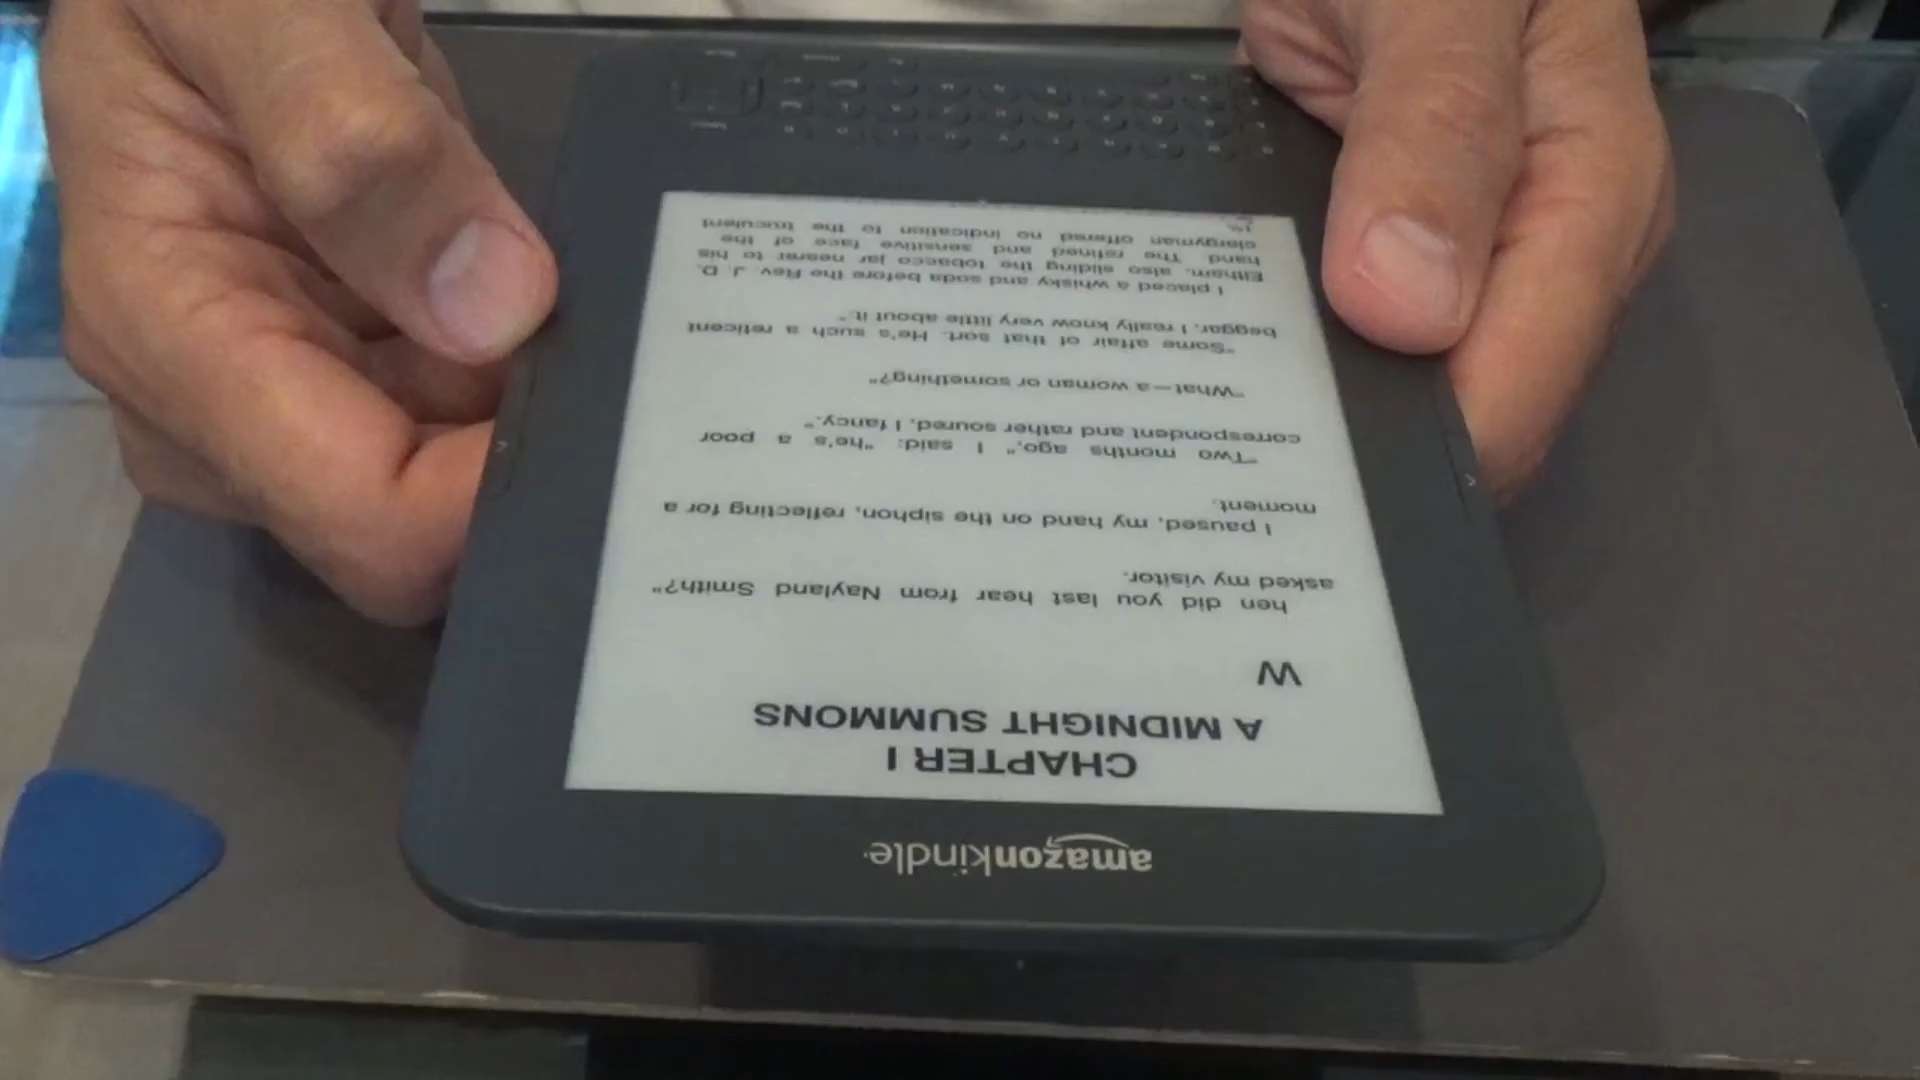 amazonkindle
CHAPTER I
A MIDNIGHT SUMMONS
W
hen did you last hear from Nayland Smith?"
asked my visitor.
I paused, my hand on the siphon, reflecting for a
moment.
"Two months ago," I said: "he's a poor
correspondent and rather soured, I fancy."
"What—a woman or something?"
"Some affair of that sort. He's such a reticent
beggar, I really know very little about it."
I placed a whisky and soda before the Rev. J. D.
Eltham, also sliding the tobacco jar nearer to his
hand. The refined and sensitive face of the
clergyman offered no indication to the truculent
1%